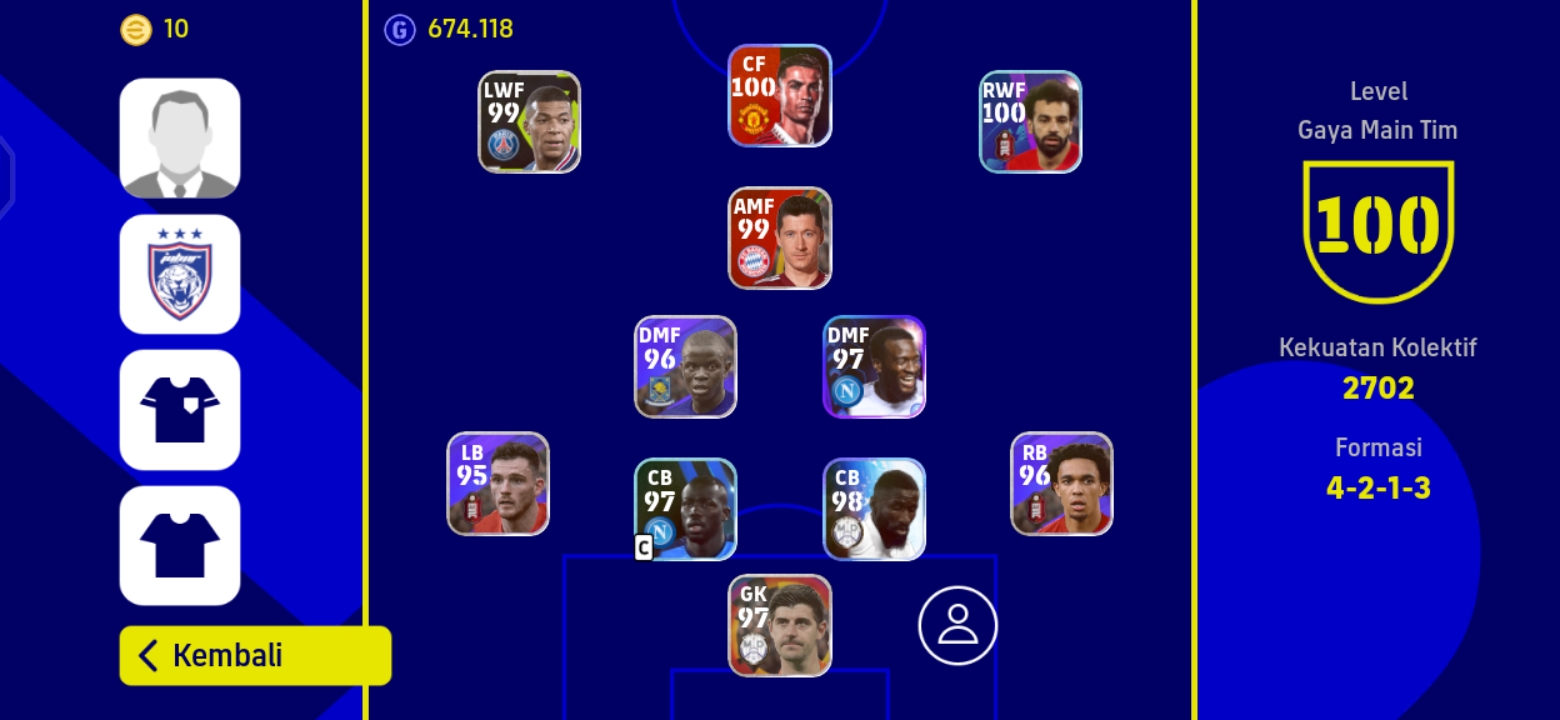 10
674.118
LWF
99
CF
100
RWF
100
AMF
99
DMF
96
DMF
97
N
LB
95
CB
97
N
C
CB
98
RB
96
GK
97
Kembali
Level
Gaya Main Tim
100
Kekuatan Kolektif
2702
Formasi
4-2-1-3